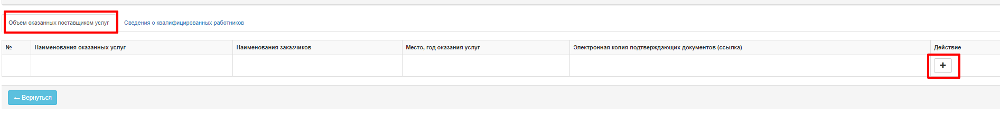 Объем оказанных поставщиком услуг Сведения о квалифицированных работников
№ Наименования оказанных услуг Наименования заказчиков Место, год оказания услуг Электронная копия подтверждающих документов (ссылка) Действие
+
← Вернуться